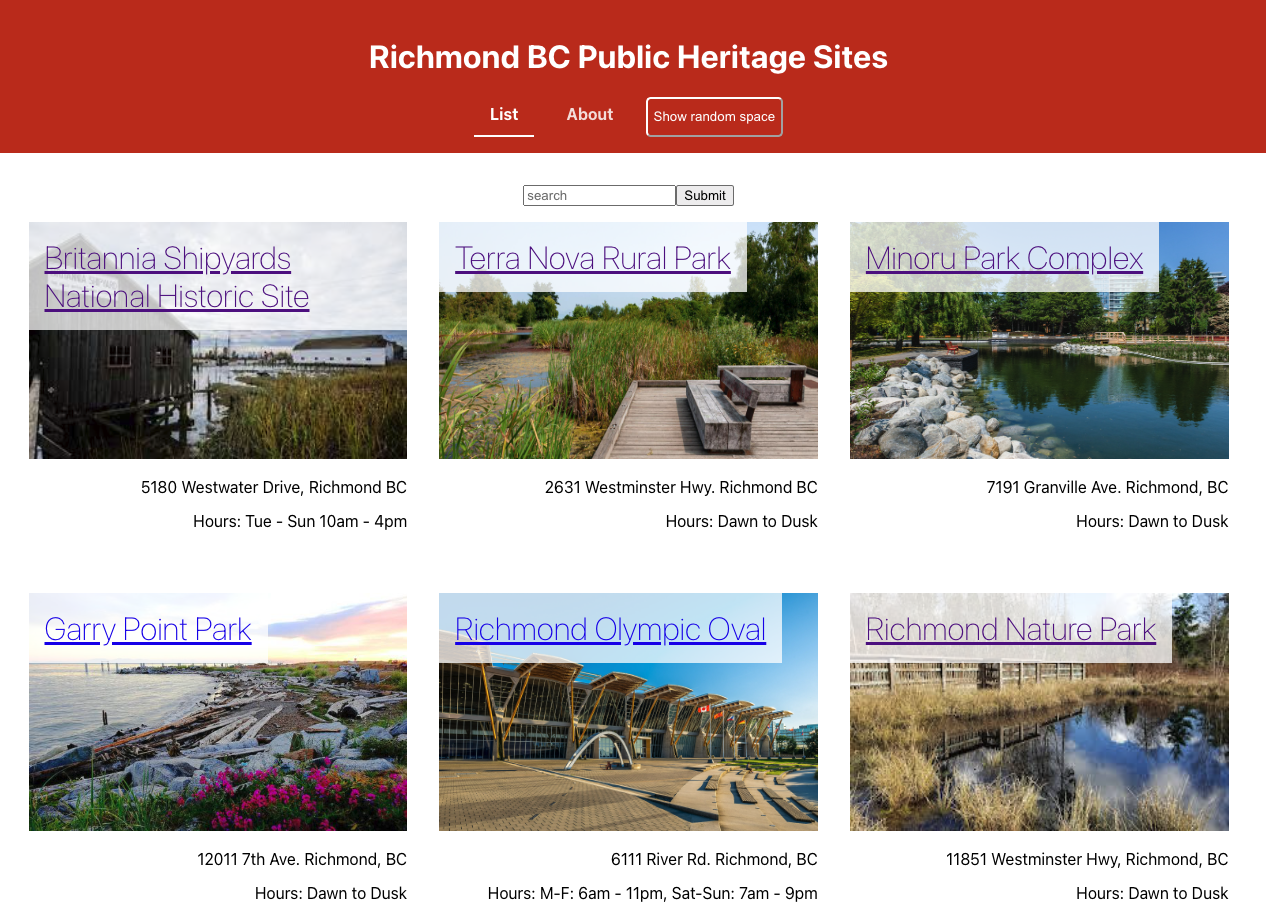 Richmond BC Public Heritage Sites
List About Show random space
search Submit
Britannia Shipyards
National Historic Site
Terra Nova Rural Park
Minoru Park Complex
5180 Westwater Drive, Richmond BC
Hours: Tue - Sun 10am - 4pm
2631 Westminster Hwy. Richmond BC
Hours: Dawn to Dusk
7191 Granville Ave. Richmond, BC
Hours: Dawn to Dusk
Garry Point Park
Richmond Olympic Oval
Richmond Nature Park
12011 7th Ave. Richmond, BC
Hours: Dawn to Dusk
6111 River Rd. Richmond, BC
Hours: M-F: 6am - 11pm, Sat-Sun: 7am - 9pm
11851 Westminster Hwy, Richmond, BC
Hours: Dawn to Dusk